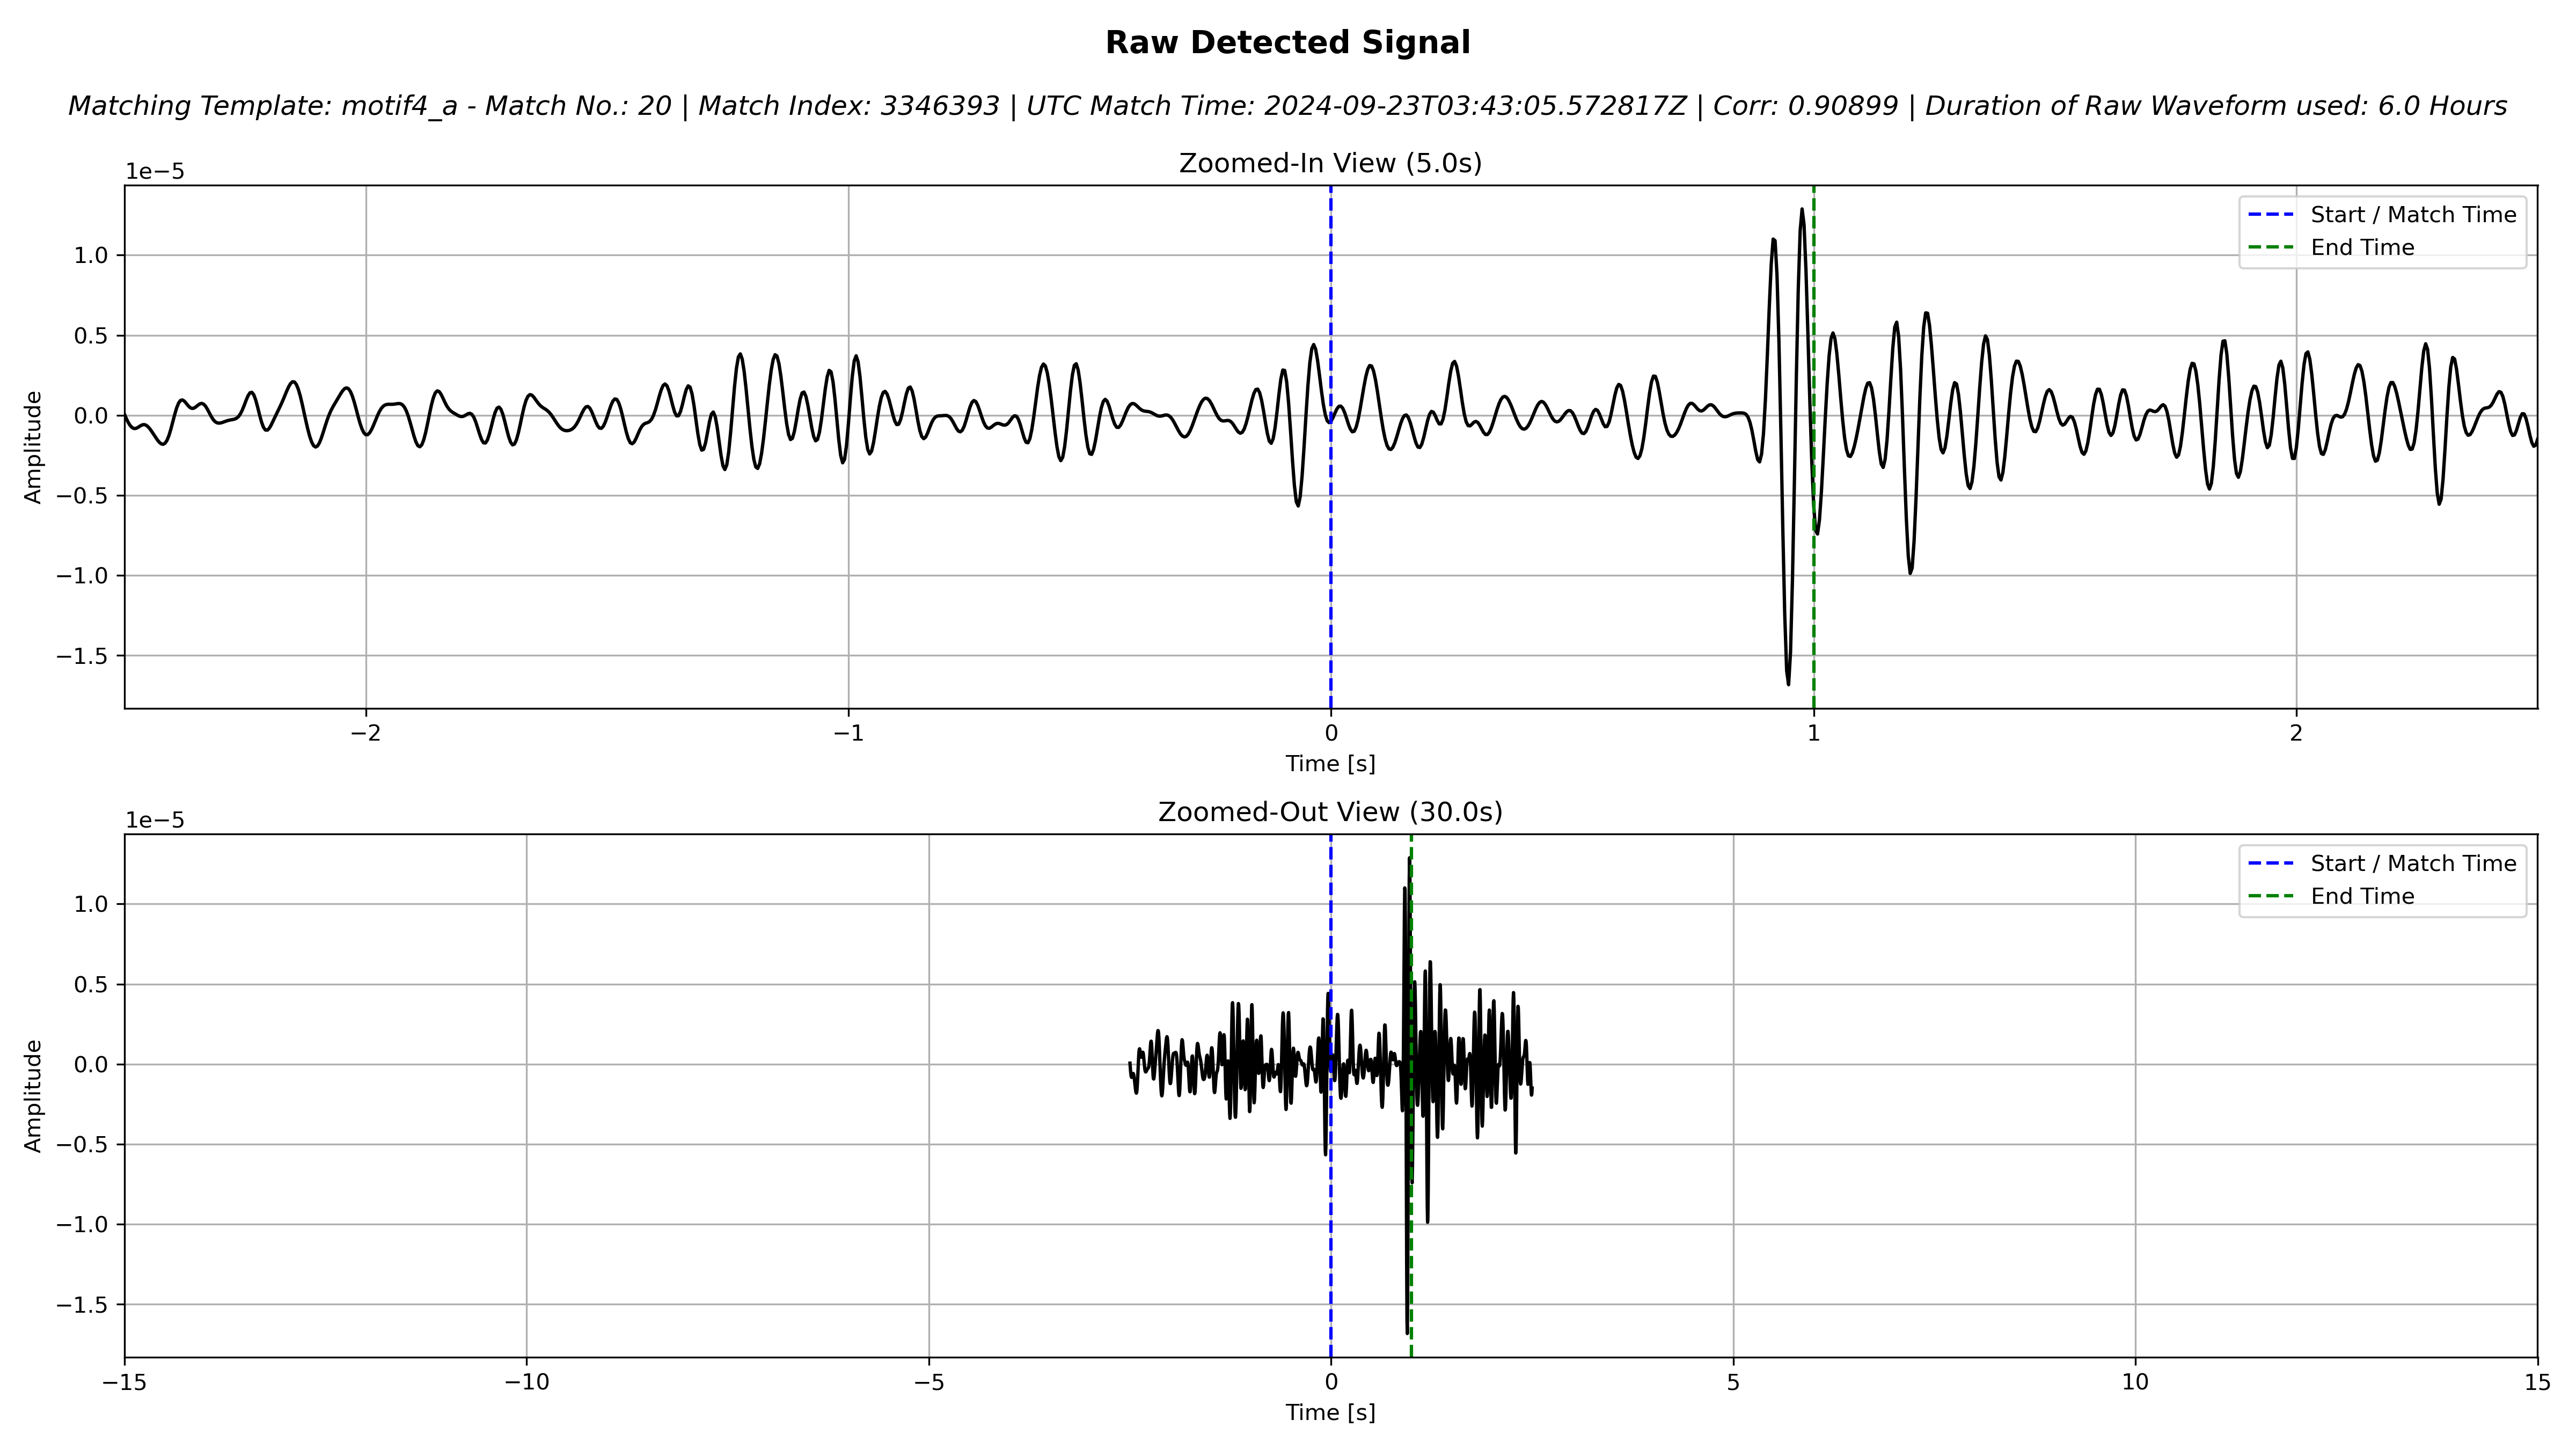 Raw Detected Signal
Matching Template: motif4_a - Match No.: 20 | Match Index: 3346393 | UTC Match Time: 2024-09-23T03:43:05.572817Z | Corr: 0.90899 | Duration of Raw Waveform used: 6.0 Hours
Zoomed-In View (5.0s)
1e−5
Start / Match Time
End Time
1.0
0.5
0.0
−0.5
−1.0
−1.5
Amplitude
−2 −1 0 1 2
Time [s]
Zoomed-Out View (30.0s)
1e−5
Start / Match Time
End Time
1.0
0.5
0.0
−0.5
−1.0
−1.5
Amplitude
−15 −10 −5 0 5 10 15
Time [s]